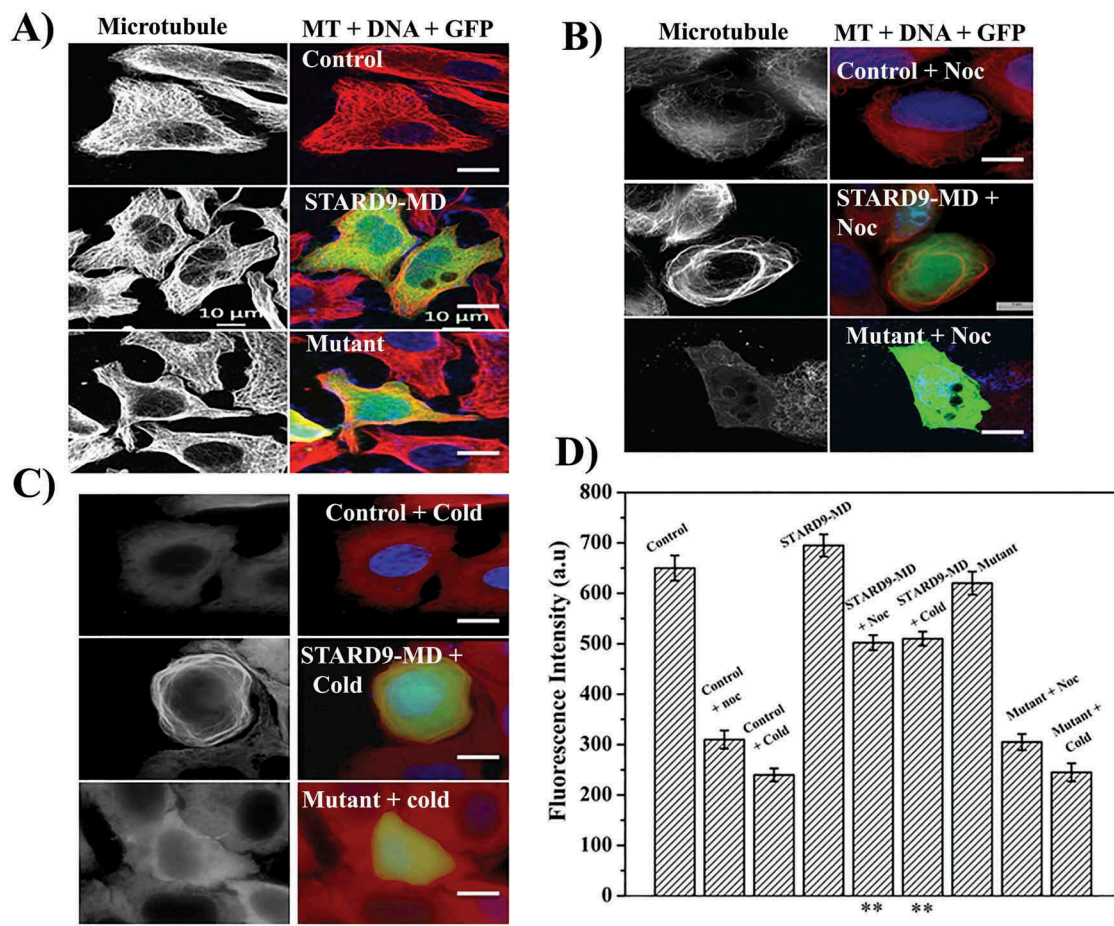 A)
Microtubule
MT + DNA + GFP
Control
STARD9-MD
10 µm
10 µm
Mutant
B)
Microtubule
MT + DNA + GFP
Control + Noc
STARD9-MD +
Noc
Mutant + Noc
C)
Control + Cold
STARD9-MD +
Cold
Mutant + cold
D)
Fluorescence Intensity (a.u)
800
700
600
500
400
300
200
100
0
Control
Control
+ noc
Control
+ Cold
STARD9-MD
STARD9-MD
+ Noc
STARD9-MD
+ Cold
Mutant
Mutant + Noc
Mutant +
Cold
**
**